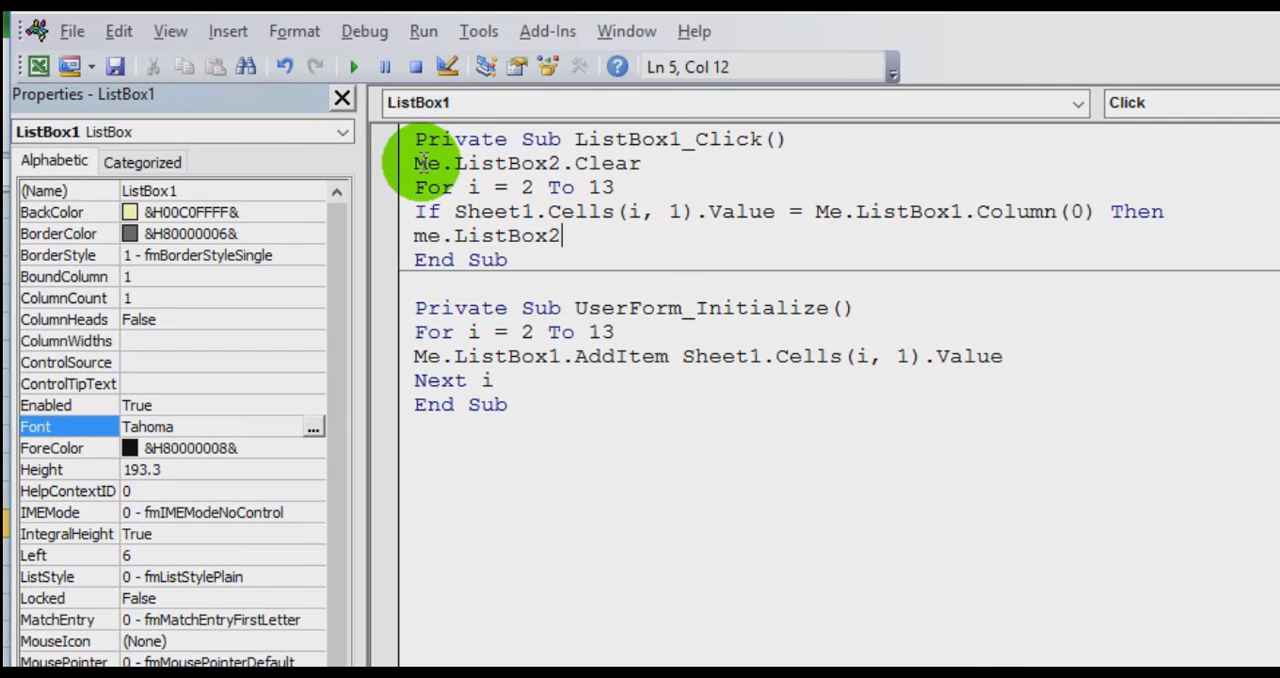 File Edit View Insert Format Debug Run Tools Add-Ins Window Help
Ln 5, Col 12
Properties - ListBox1
ListBox1 ListBox
Alphabetic Categorized
(Name) ListBox1
BackColor &H00C0FFFF&
BorderColor &H80000006&
BorderStyle 1 - fmBorderStyleSingle
BoundColumn 1
ColumnCount 1
ColumnHeads False
ColumnWidths
ControlSource
ControlTipText
Enabled True
Font Tahoma ...
ForeColor &H80000008&
Height 193.3
HelpContextID 0
IMEMode 0 - fmIMEModeNoControl
IntegralHeight True
Left 6
ListStyle 0 - fmListStylePlain
Locked False
MatchEntry 0 - fmMatchEntryFirstLetter
MouseIcon (None)
MousePointer 0 - fmMousePointerDefault
ListBox1 Click
Private Sub ListBox1_Click()
Me.ListBox2.Clear
For i = 2 To 13
If Sheet1.Cells(i, 1).Value = Me.ListBox1.Column(0) Then
me.ListBox2
End Sub
Private Sub UserForm_Initialize()
For i = 2 To 13
Me.ListBox1.AddItem Sheet1.Cells(i, 1).Value
Next i
End Sub